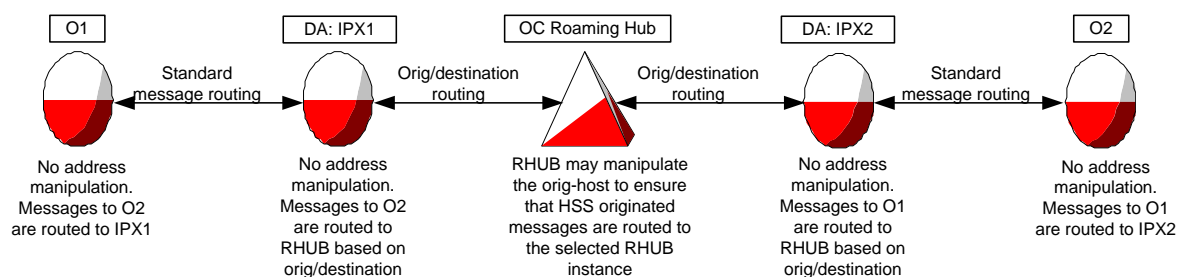 O1
DA: IPX1
OC Roaming Hub
DA: IPX2
O2
Standard
message routing
Orig/destination
routing
Orig/destination
routing
Standard
message routing
No address
manipulation.
Messages to O2
are routed to IPX1
No address
manipulation.
Messages to O2
are routed to
RHUB based on
orig/destination
RHUB may manipulate
the orig-host to ensure
that HSS originated
messages are routed to
the selected RHUB
instance
No address
manipulation.
Messages to O1
are routed to
RHUB based on
orig/destination
No address
manipulation.
Messages to O1
are routed to IPX2